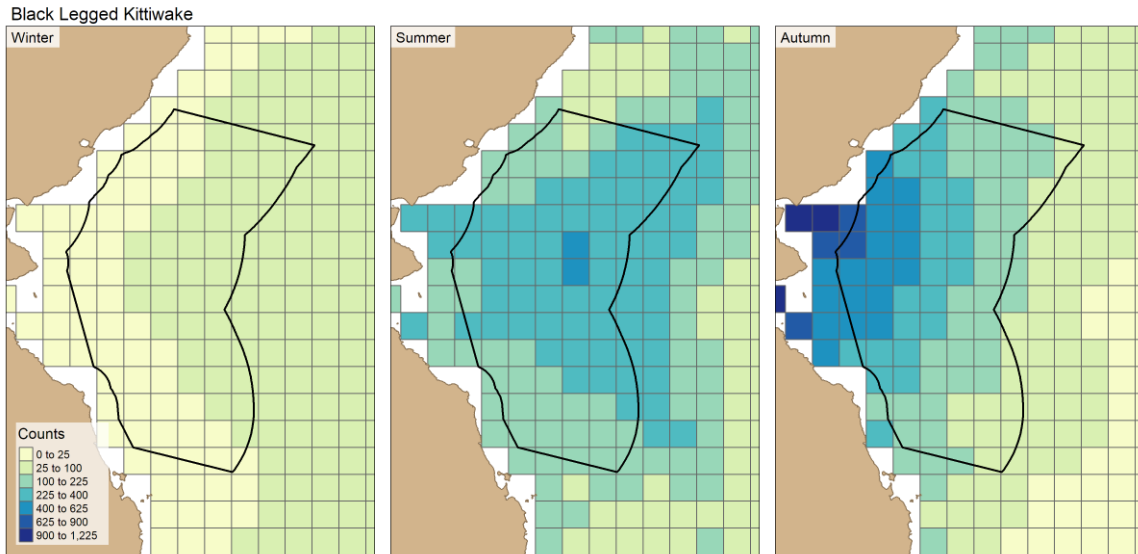 Black Legged Kittiwake
Winter
Summer
Autumn
Counts
0 to 25
25 to 100
100 to 225
225 to 400
400 to 625
625 to 900
900 to 1,225